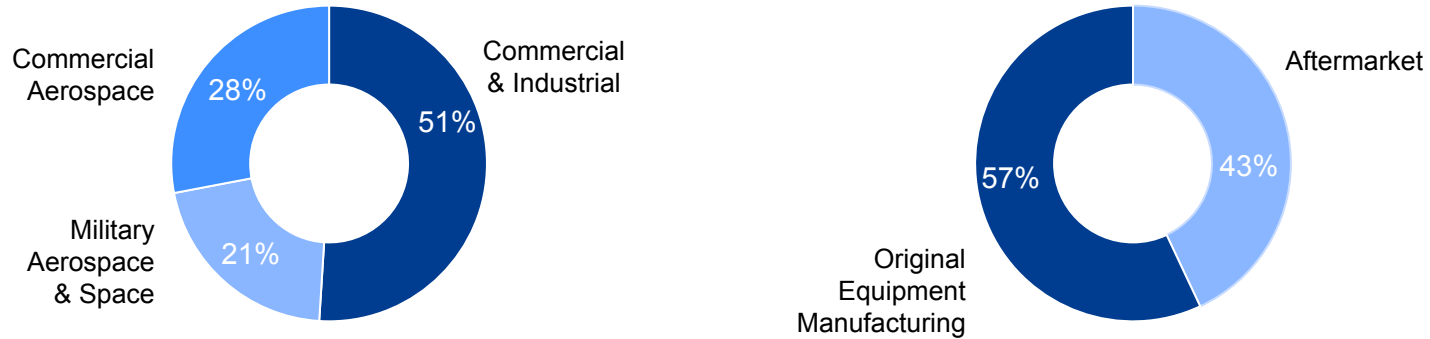 Commercial
Aerospace
28%
Commercial
& Industrial
51%
Military
Aerospace
& Space
21%
Aftermarket
43%
57%
Original
Equipment
Manufacturing